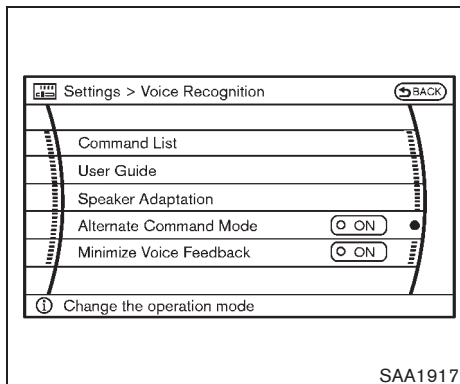 Settings > Voice Recognition BACK
Command List
User Guide
Speaker Adaptation
Alternate Command Mode ON
Minimize Voice Feedback ON
i Change the operation mode
SAA1917